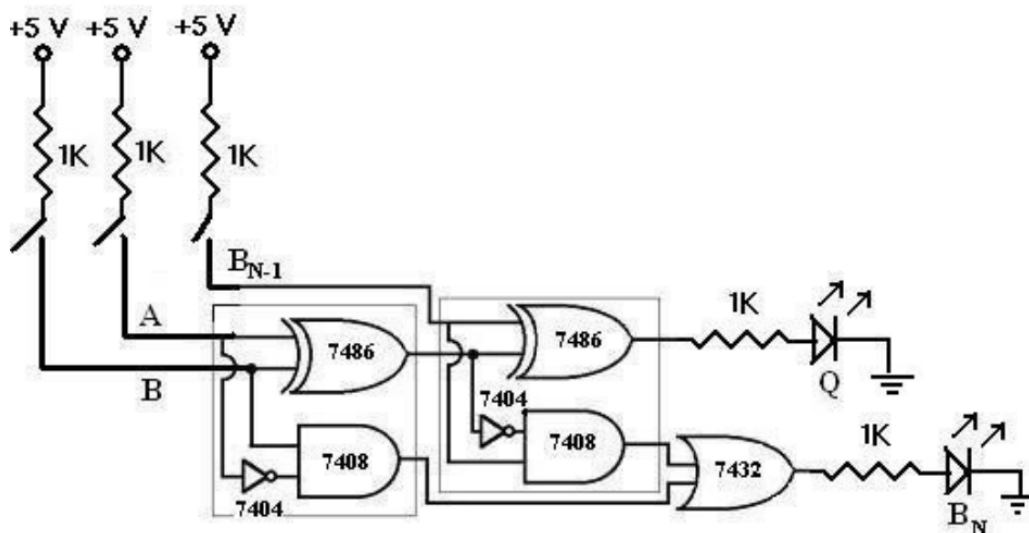 +5 V +5 V +5 V
1K 1K 1K
B_N-1
A
B
7486
7486
1K
Q
7404
7408
7408
7404
7432
1K
B_N